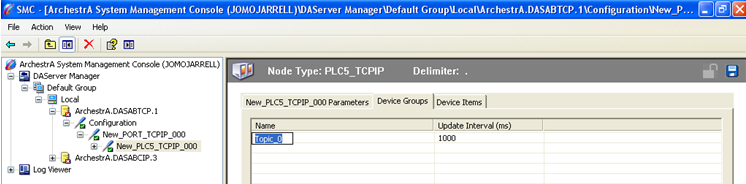 SMC - [ArchestrA System Management Console (JOMOJARRELL)\DAServer Manager\Default Group\Local\ArchestrA.DASABTCP.1\Configuration\New_P...
File Action View Help
ArchestrA System Management Console (JOMOJARRELL)
DAServer Manager
Default Group
Local
ArchestrA.DASABTCP.1
Configuration
New_PORT_TCPIP_000
New_PLC5_TCPIP_000
ArchestrA.DASABCIP.3
Log Viewer
Node Type: PLC5_TCPIP Delimiter: .
New_PLC5_TCPIP_000 Parameters Device Groups Device Items
Name Update Interval (ms)
Topic_0 1000